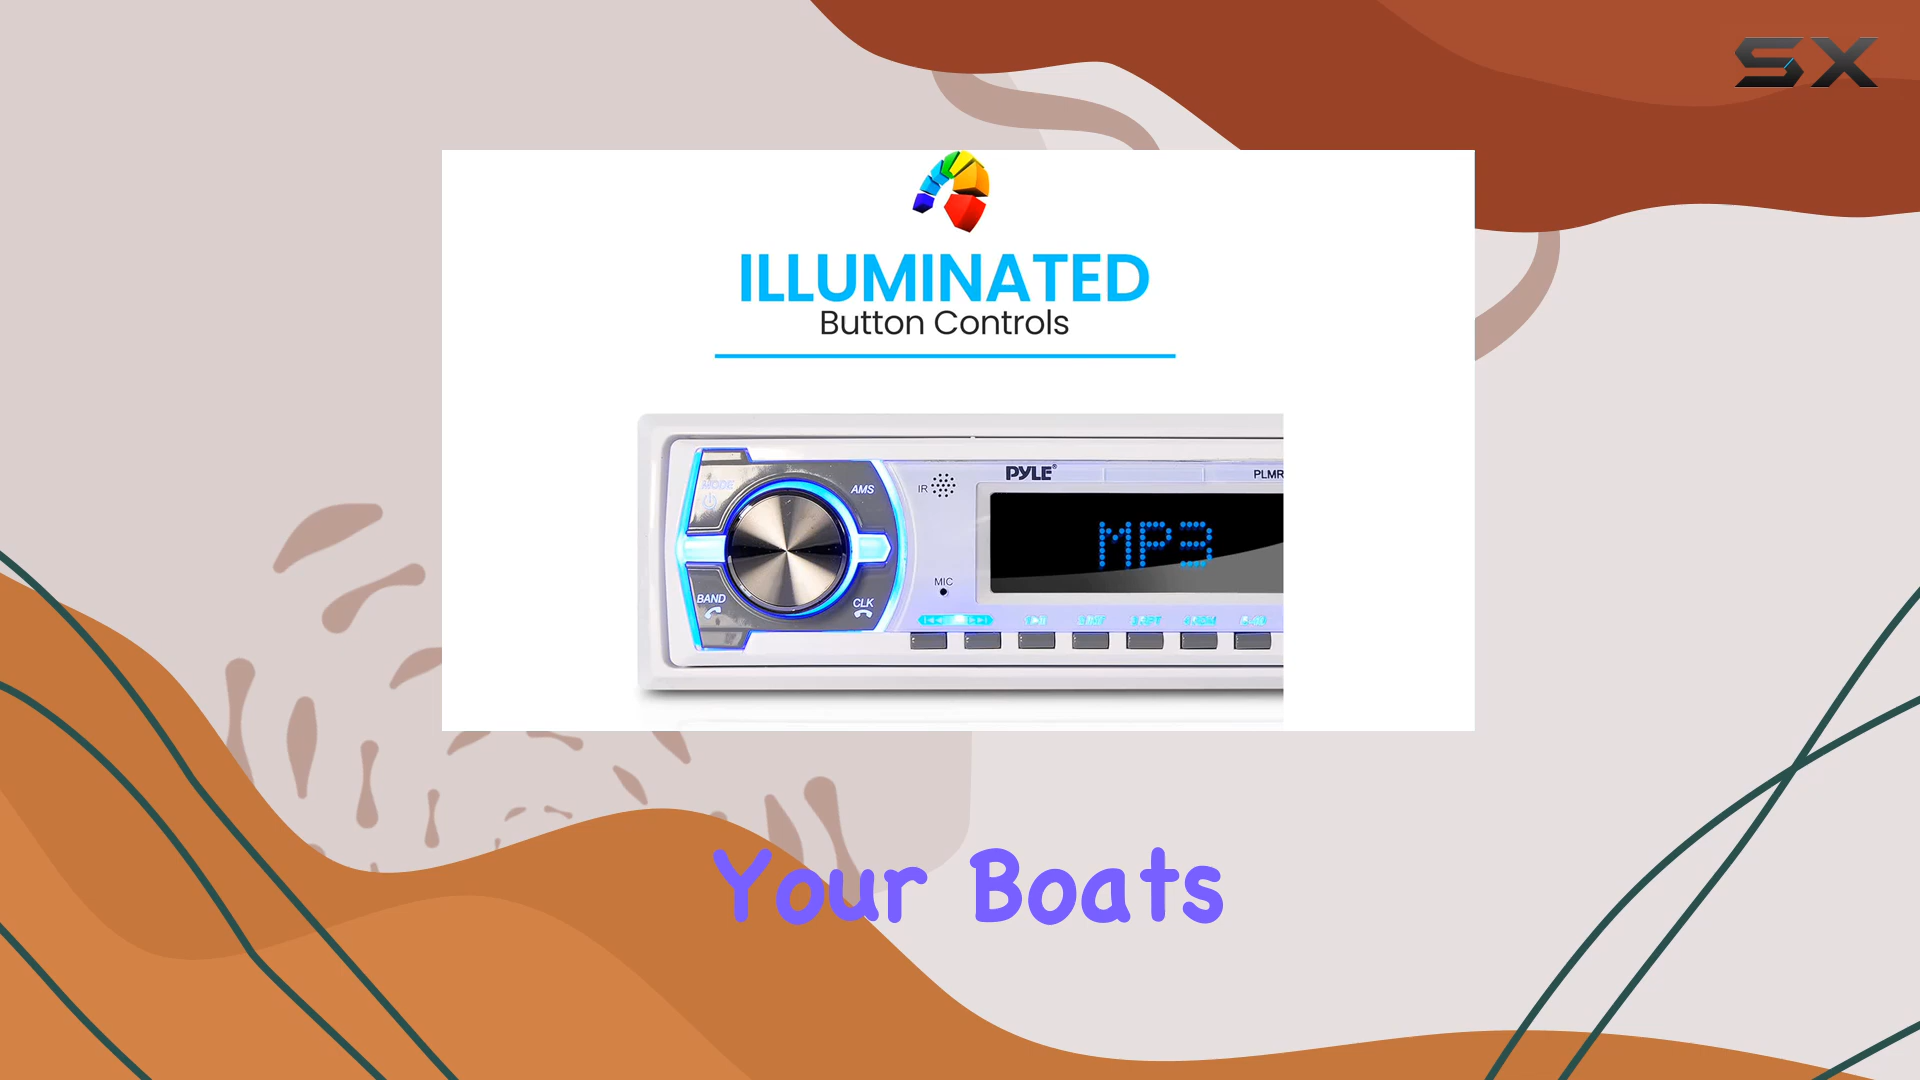 SX
ILLUMINATED
Button Controls
PYLE®
PLMR
MODE
AMS
IR
MP3
MIC
BAND
CLK
Your Boats